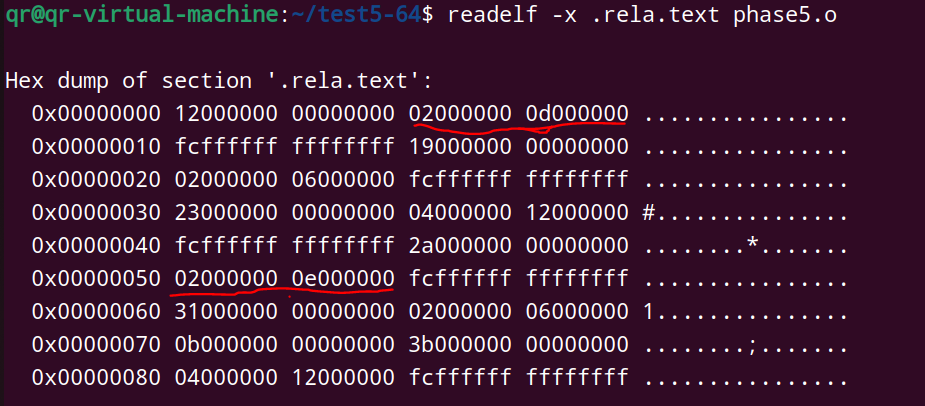 qr@qr-virtual-machine:~/test5-64$ readelf -x .rela.text phase5.o
Hex dump of section '.rela.text':
0x00000000 12000000 00000000 02000000 0d000000 ................
0x00000010 fcffffff ffffffff 19000000 00000000 ................
0x00000020 02000000 06000000 fcffffff ffffffff ................
0x00000030 23000000 00000000 04000000 12000000 #...............
0x00000040 fcffffff ffffffff 2a000000 00000000 ........*.......
0x00000050 02000000 0e000000 fcffffff ffffffff ................
0x00000060 31000000 00000000 02000000 06000000 1...............
0x00000070 0b000000 00000000 3b000000 00000000 ........;.......
0x00000080 04000000 12000000 fcffffff ffffffff ................